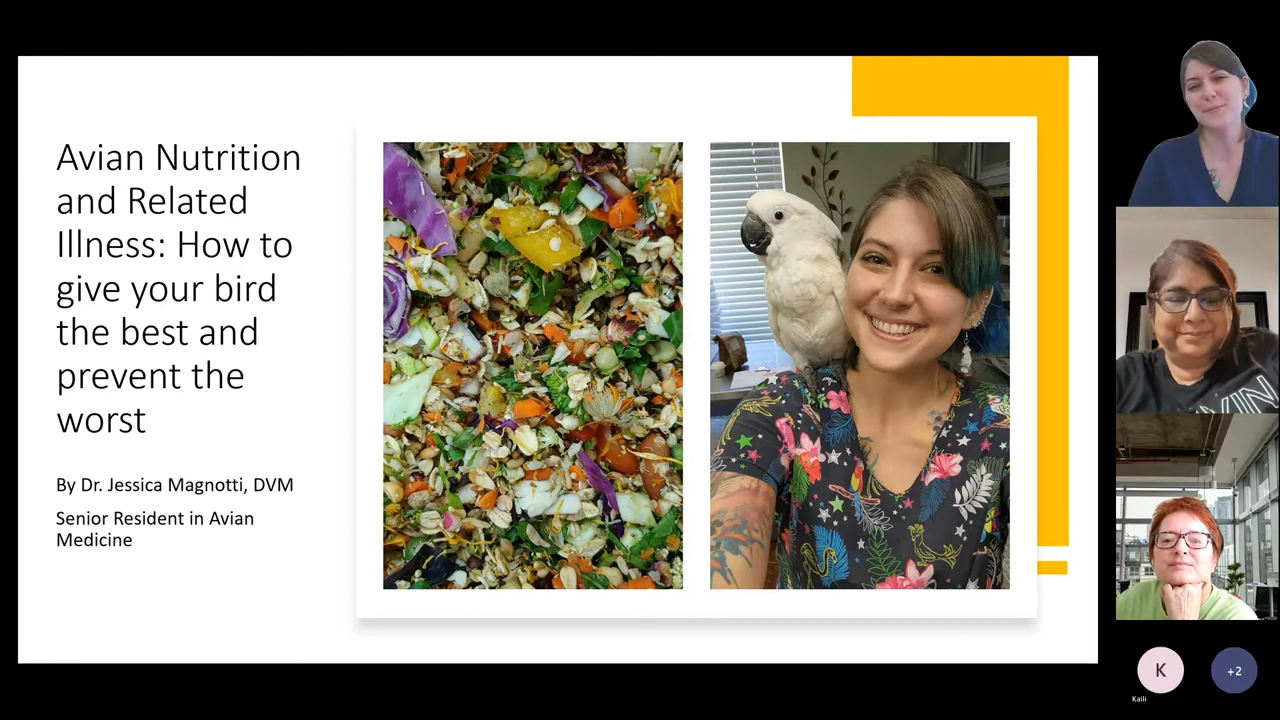 Avian Nutrition
and Related
Illness: How to
give your bird
the best and
prevent the
worst
By Dr. Jessica Magnotti, DVM
Senior Resident in Avian
Medicine
K
+2
Kaili